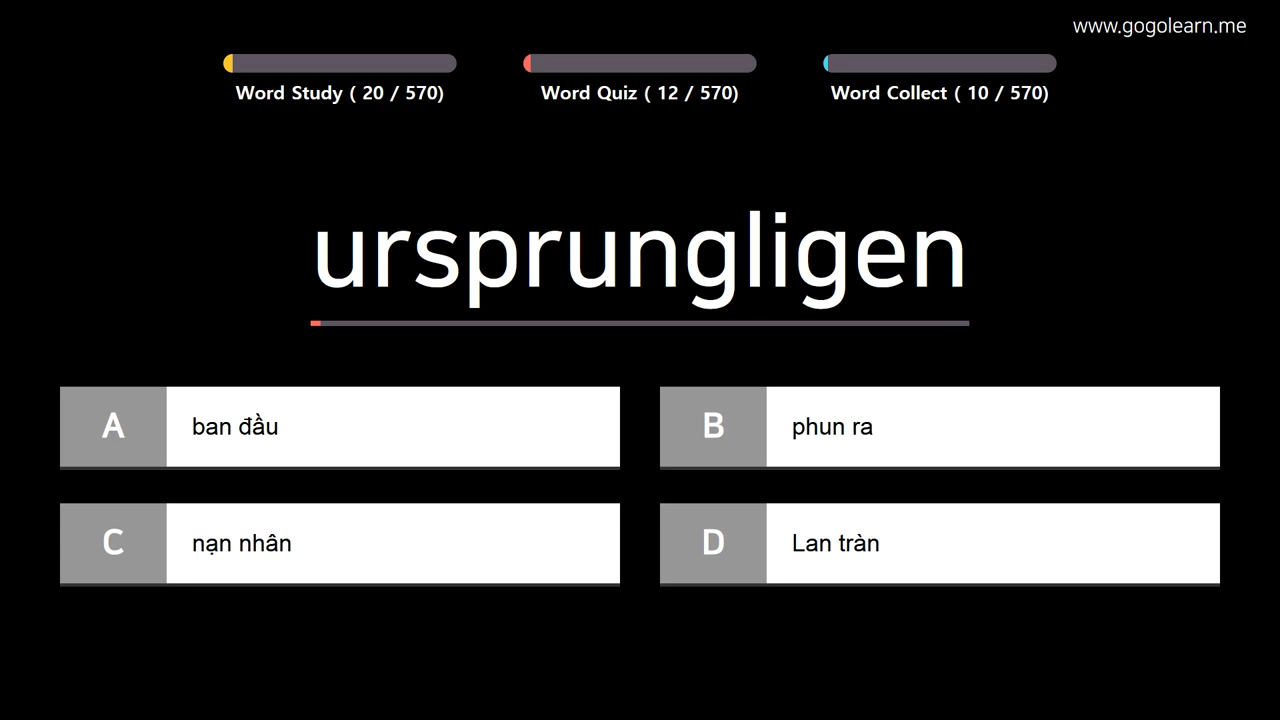 www.gogolearn.me
Word Study ( 20 / 570)
Word Quiz ( 12 / 570)
Word Collect ( 10 / 570)
ursprungligen
A ban đầu
B phun ra
C nạn nhân
D Lan tràn